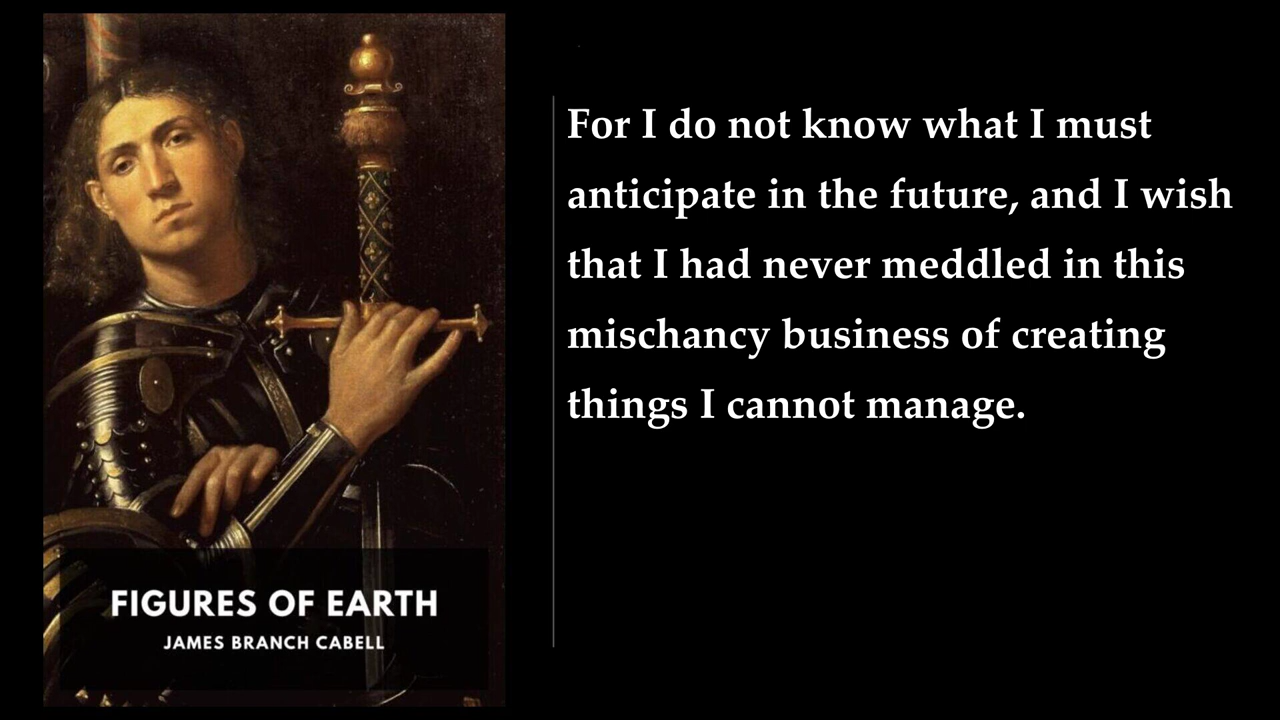 For I do not know what I must
anticipate in the future, and I wish
that I had never meddled in this
mischancy business of creating
things I cannot manage.
FIGURES OF EARTH
JAMES BRANCH CABELL